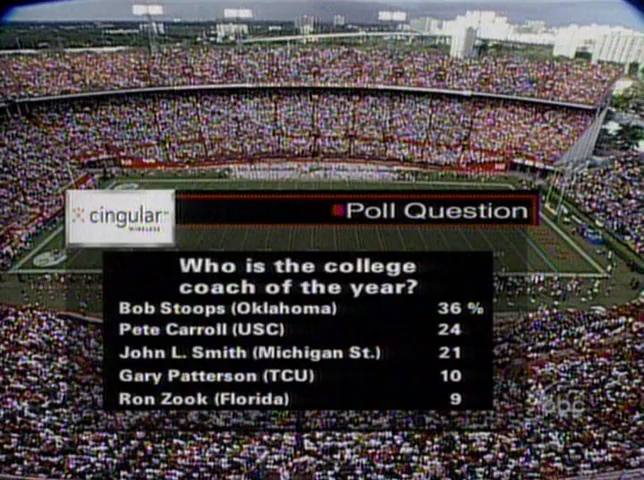 cingular
WIRELESS
Poll Question
Who is the college
coach of the year?
Bob Stoops (Oklahoma) 36 %
Pete Carroll (USC) 24
John L. Smith (Michigan St.) 21
Gary Patterson (TCU) 10
Ron Zook (Florida) 9
abc